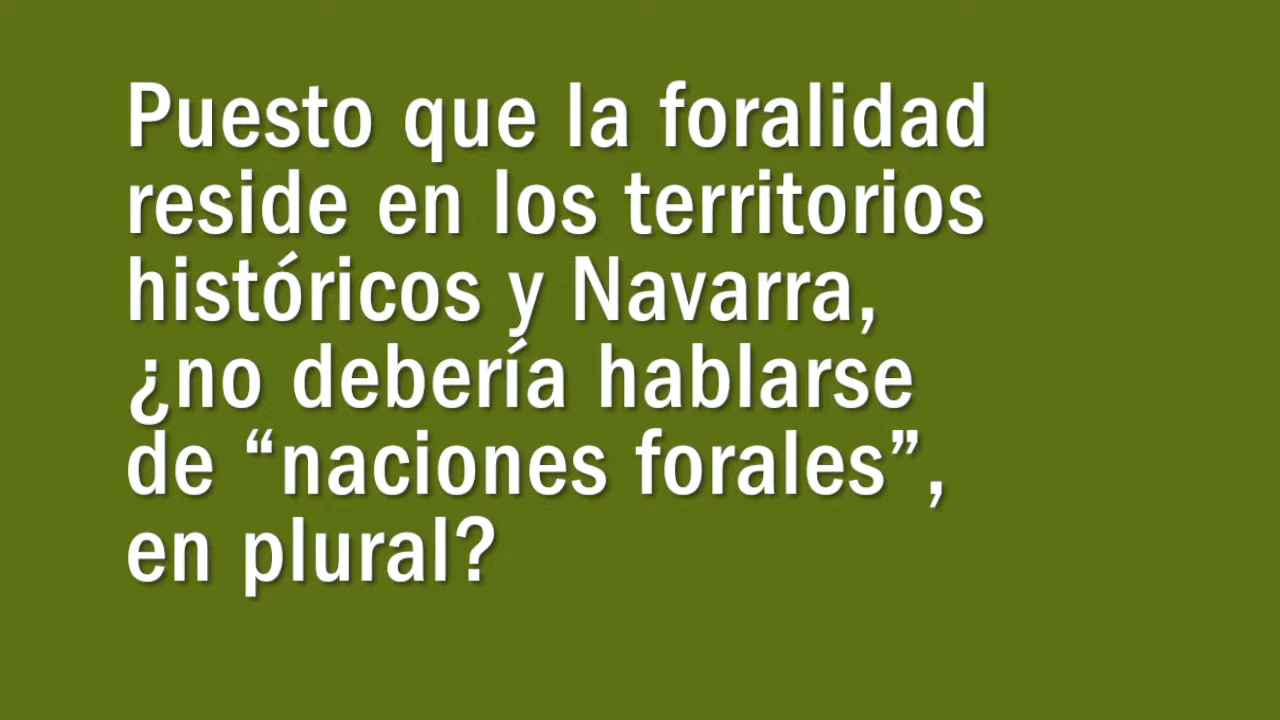 Puesto que la foralidad
reside en los territorios
históricos y Navarra,
¿no debería hablarse
de “naciones forales”,
en plural?